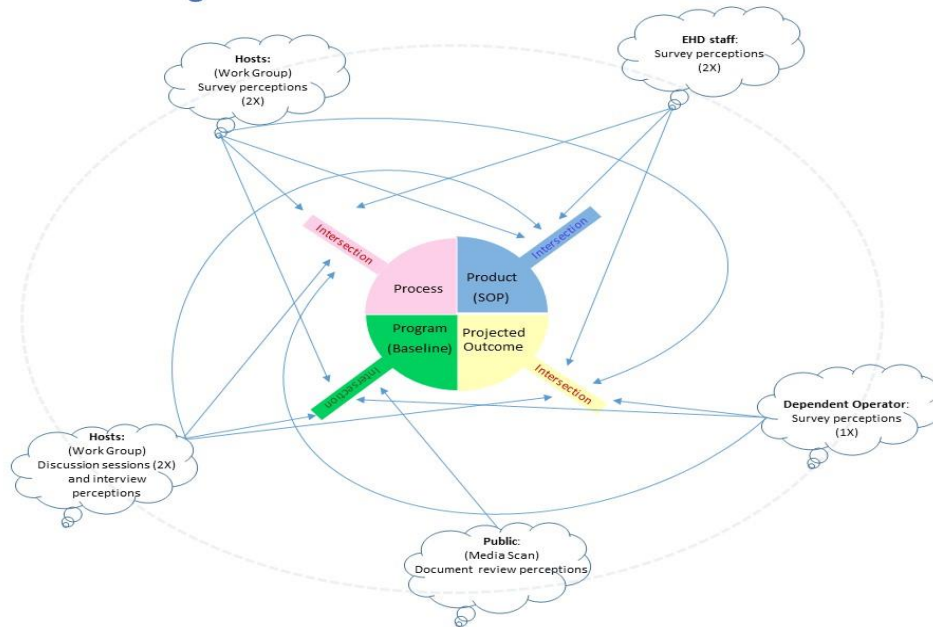 Hosts:
(Work Group)
Survey perceptions
(2X)
EHD staff:
Survey perceptions
(2X)
Intersection
Intersection
Process
Product
(SOP)
Program
(Baseline)
Projected
Outcome
Intersection
Intersection
Dependent Operator:
Survey perceptions
(1X)
Hosts:
(Work Group)
Discussion sessions (2X)
and interview
perceptions
Public:
(Media Scan)
Document review perceptions